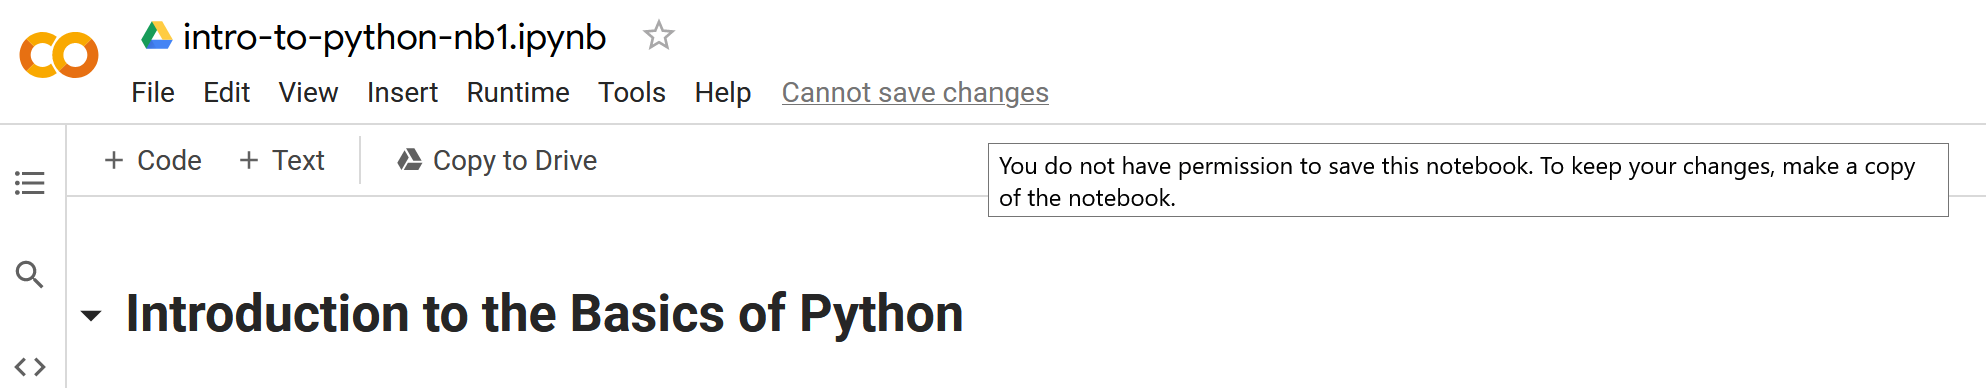 intro-to-python-nb1.ipynb
File Edit View Insert Runtime Tools Help Cannot save changes
+ Code + Text Copy to Drive
You do not have permission to save this notebook. To keep your changes, make a copy
of the notebook.
Introduction to the Basics of Python